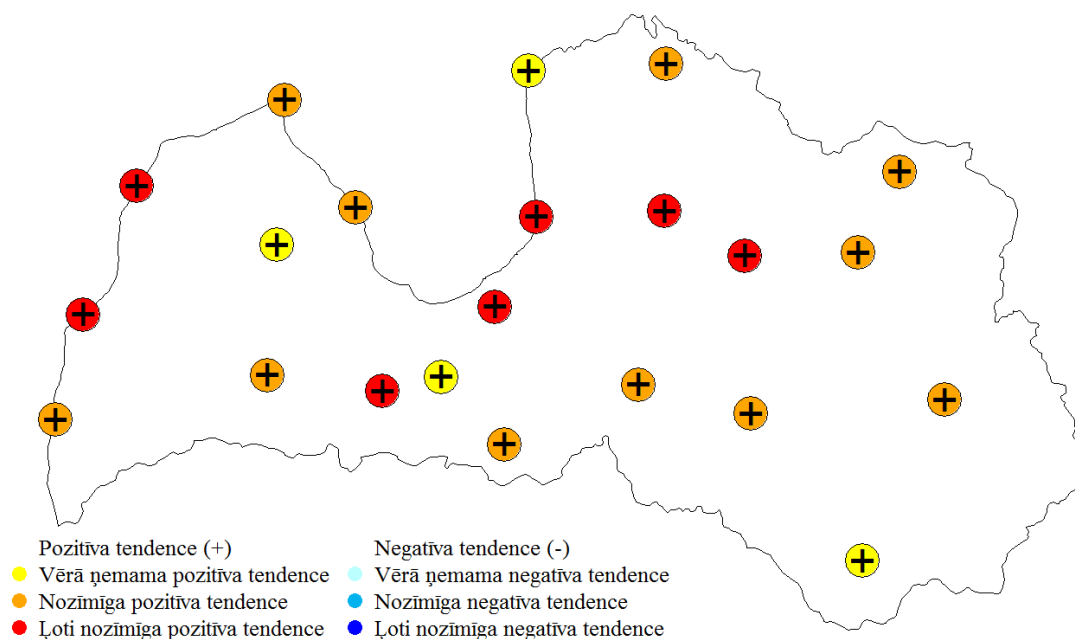 Pozitīva tendence (+)
Vērā ņemama pozitīva tendence
Nozīmīga pozitīva tendence
Ļoti nozīmīga pozitīva tendence
Negatīva tendence (-)
Vērā ņemama negatīva tendence
Nozīmīga negatīva tendence
Ļoti nozīmīga negatīva tendence